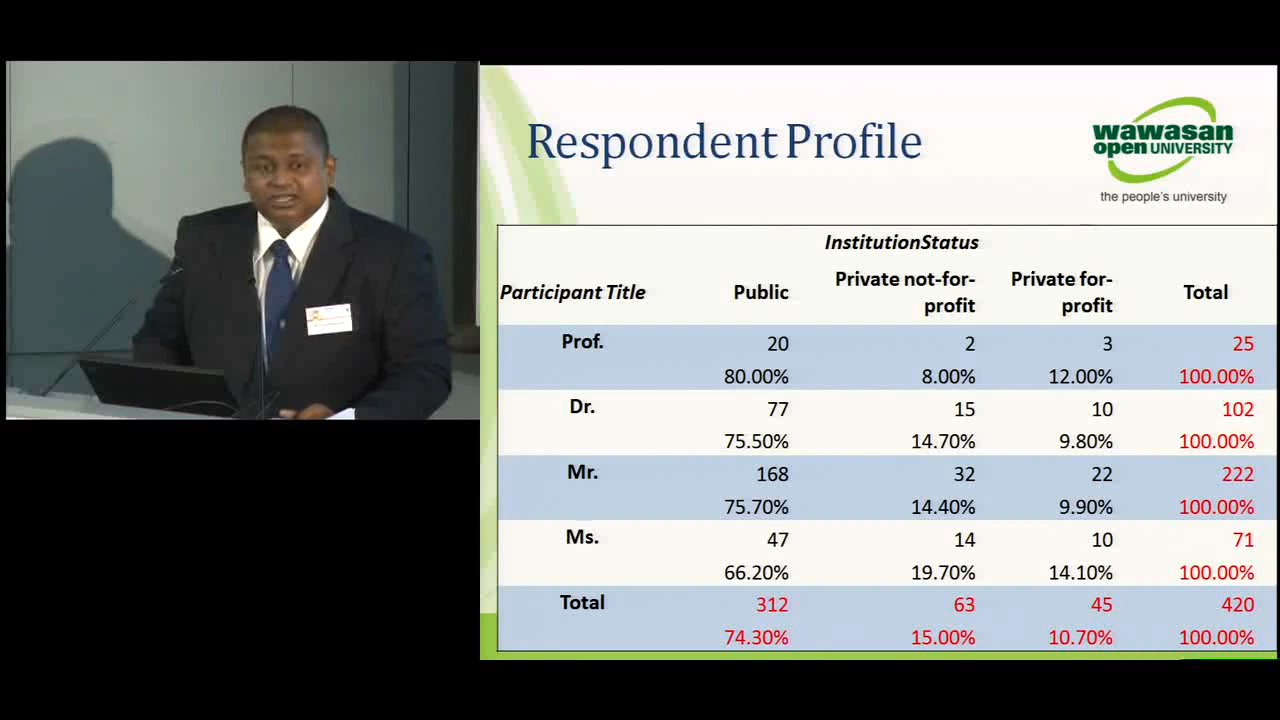 Respondent Profile
wawasan
open UNIVERSITY
the people's university
InstitutionStatus
Participant Title Public Private not-for-profit Private for-profit Total
Prof. 20 2 3 25
80.00% 8.00% 12.00% 100.00%
Dr. 77 15 10 102
75.50% 14.70% 9.80% 100.00%
Mr. 168 32 22 222
75.70% 14.40% 9.90% 100.00%
Ms. 47 14 10 71
66.20% 19.70% 14.10% 100.00%
Total 312 63 45 420
74.30% 15.00% 10.70% 100.00%